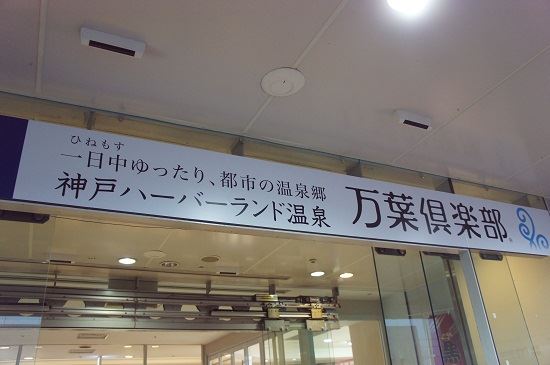 ひねもす
一日中ゆったり、都市の温泉郷
神戸ハーバーランド温泉
万葉倶楽部